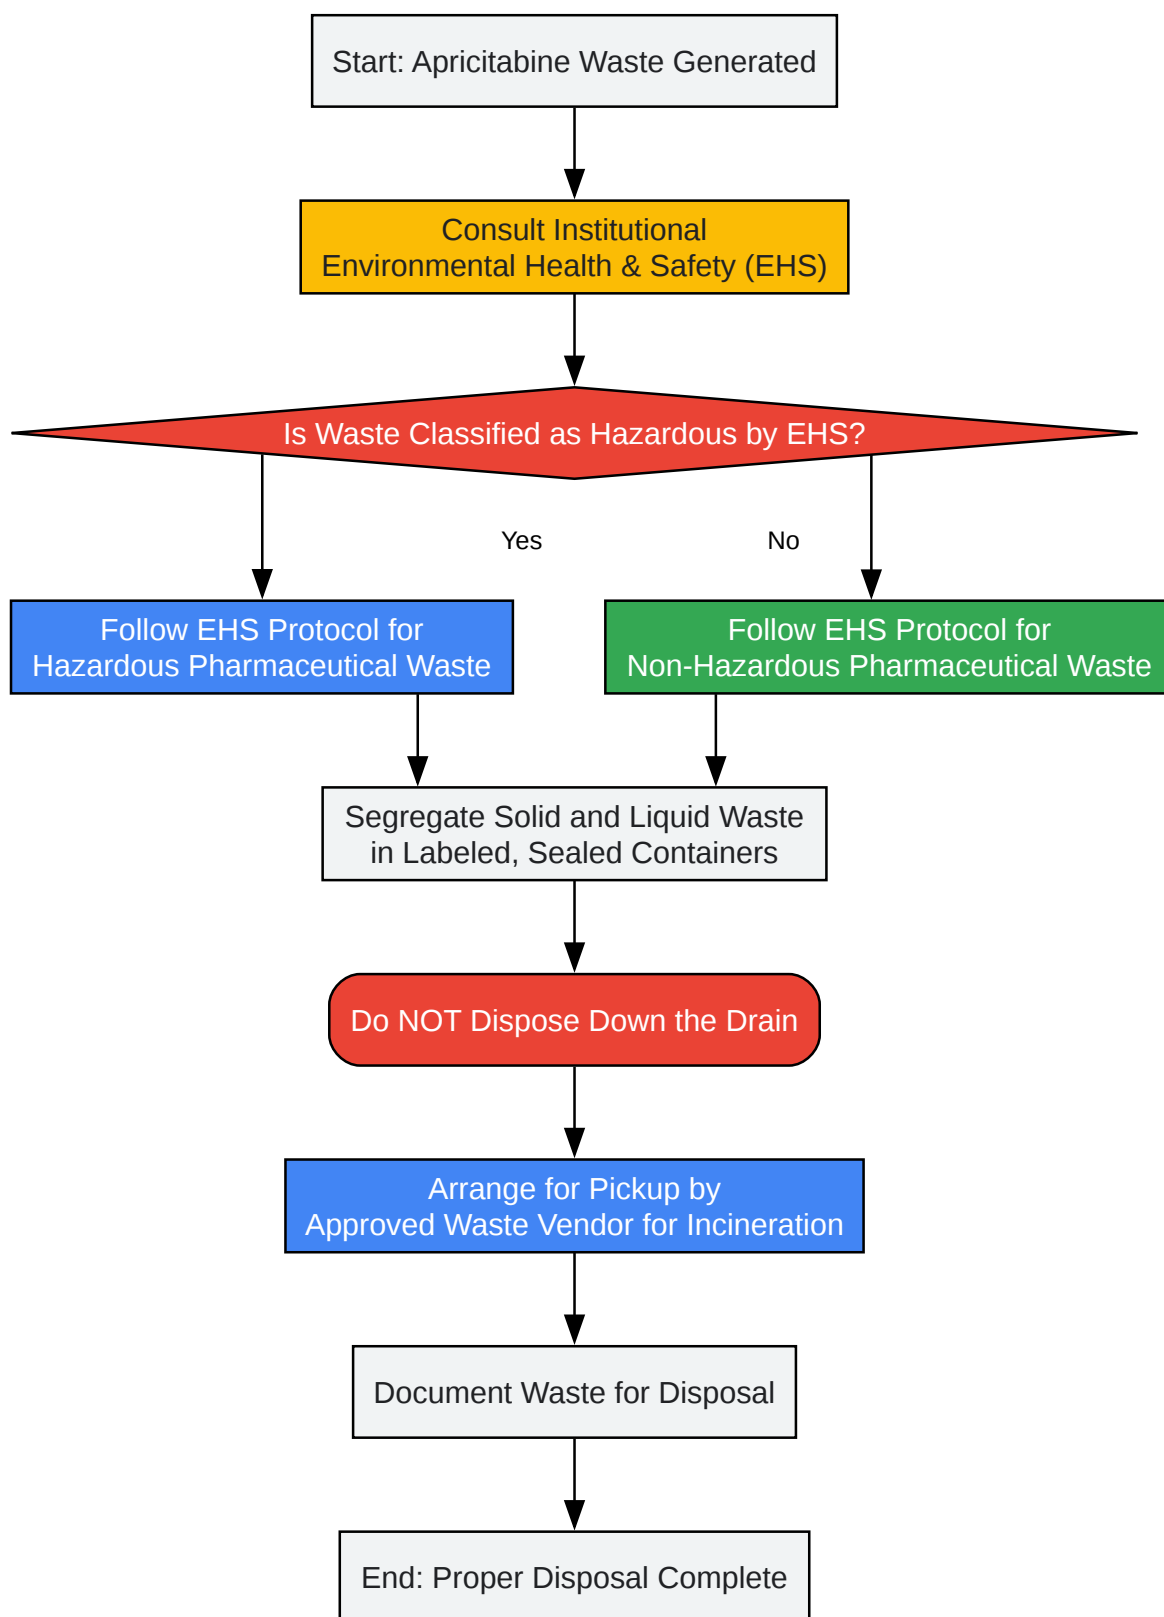 Start: Apricitabine Waste Generated
Consult Institutional
Environmental Health & Safety (EHS)
Is Waste Classified as Hazardous by EHS?
Yes
No
Follow EHS Protocol for
Hazardous Pharmaceutical Waste
Follow EHS Protocol for
Non-Hazardous Pharmaceutical Waste
Segregate Solid and Liquid Waste
in Labeled, Sealed Containers
Do NOT Dispose Down the Drain
Arrange for Pickup by
Approved Waste Vendor for Incineration
Document Waste for Disposal
End: Proper Disposal Complete